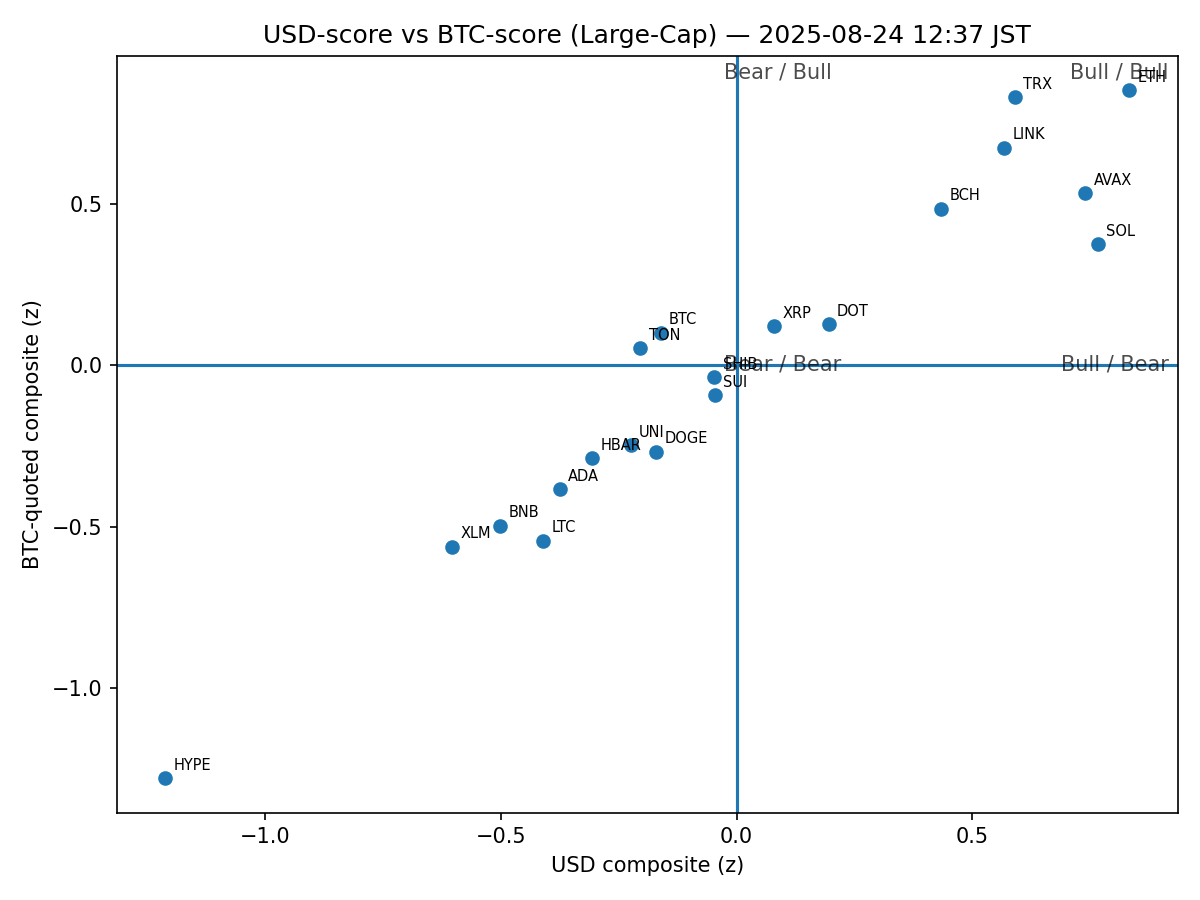 USD-score vs BTC-score (Large-Cap) — 2025-08-24 12:37 JST
Bear / Bull
Bull / Bull
ETH
TRX
LINK
AVAX
BCH
SOL
0.5
BTC
XRP
DOT
TON
0.0
SHIB
Bear / Bear
Bull / Bear
SUI
UNI
DOGE
HBAR
ADA
BNB
LTC
XLM
−0.5
−1.0
HYPE
−1.0
−0.5
0.0
0.5
USD composite (z)
BTC-quoted composite (z)